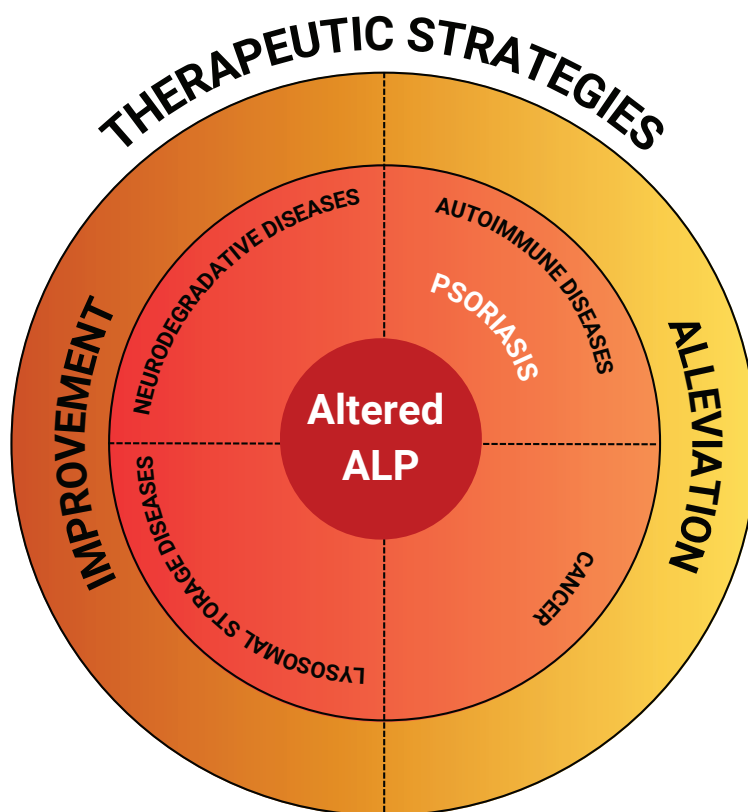 THERAPEUTIC STRATEGIES
NEURODEGRADATIVE DISEASES
AUTOIMMUNE DISEASES
PSORIASIS
IMPROVEMENT
ALLEVIATION
Altered
ALP
LYSOSOMAL STORAGE DISEASES
CANCER